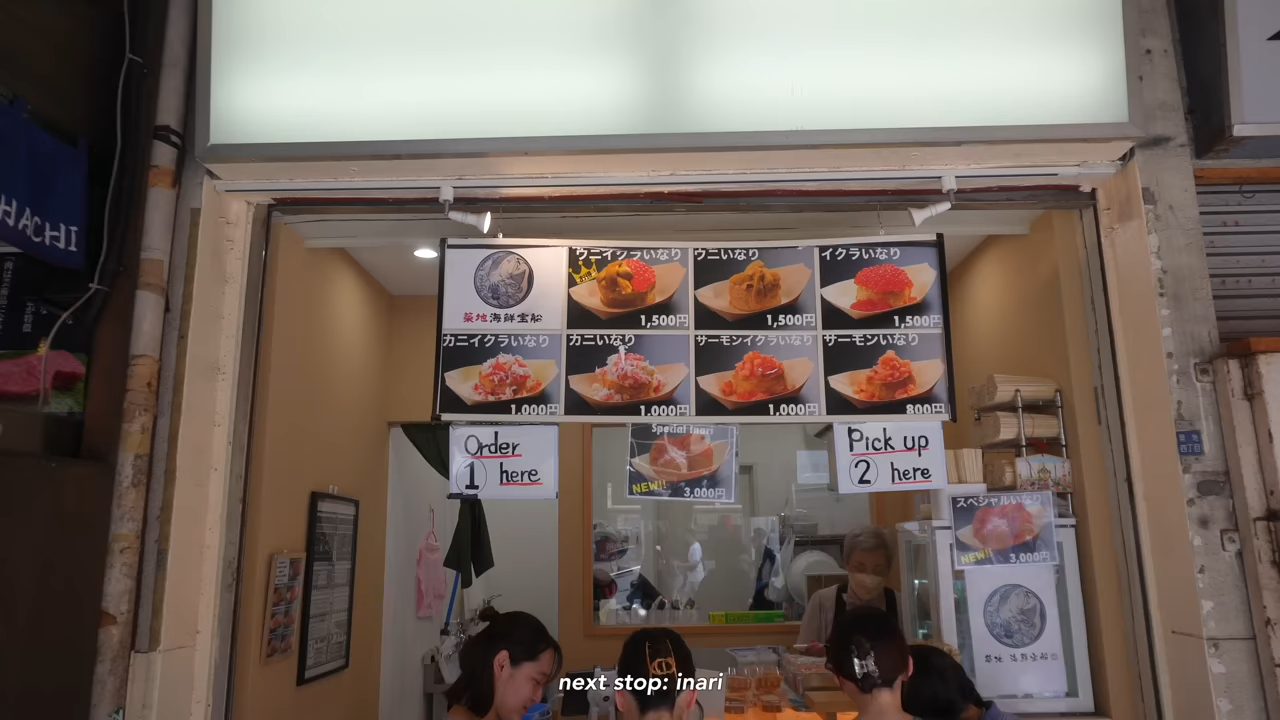 HACHI
築地海鮮宝船
ウニイクラいなり
1,500円
ウニいなり
1,500円
イクラいなり
1,500円
カニイクラいなり
1,000円
カニいなり
1,000円
サーモンイクラいなり
1,000円
サーモンいなり
800円
Order
1 here
Special Inari
NEW!!
3,000円
Pick up
2 here
スペシャルいなり
NEW!!
3,000円
next stop: inari